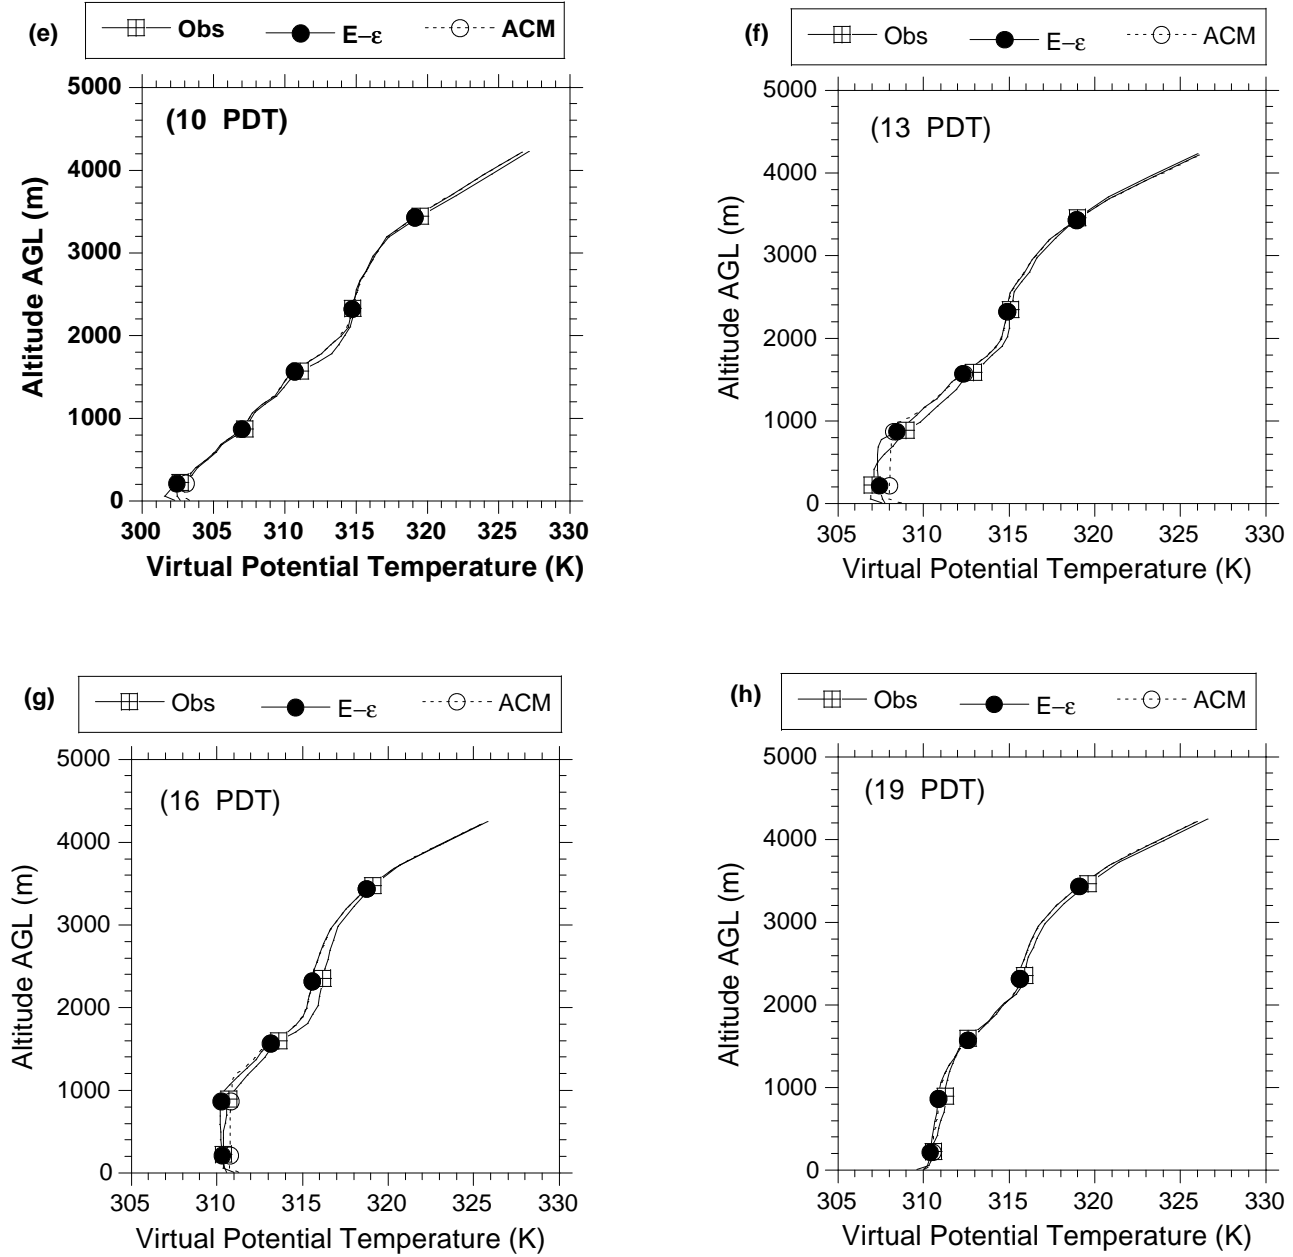 (e) Obs E–ε ACM
(10 PDT)
5000
4000
3000
2000
1000
0
Altitude AGL (m)
300 305 310 315 320 325 330
Virtual Potential Temperature (K)
(f) Obs E–ε ACM
(13 PDT)
5000
4000
3000
2000
1000
0
Altitude AGL (m)
305 310 315 320 325 330
Virtual Potential Temperature (K)
(g) Obs E–ε ACM
(16 PDT)
5000
4000
3000
2000
1000
0
Altitude AGL (m)
305 310 315 320 325 330
Virtual Potential Temperature (K)
(h) Obs E–ε ACM
(19 PDT)
5000
4000
3000
2000
1000
0
Altitude AGL (m)
305 310 315 320 325 330
Virtual Potential Temperature (K)